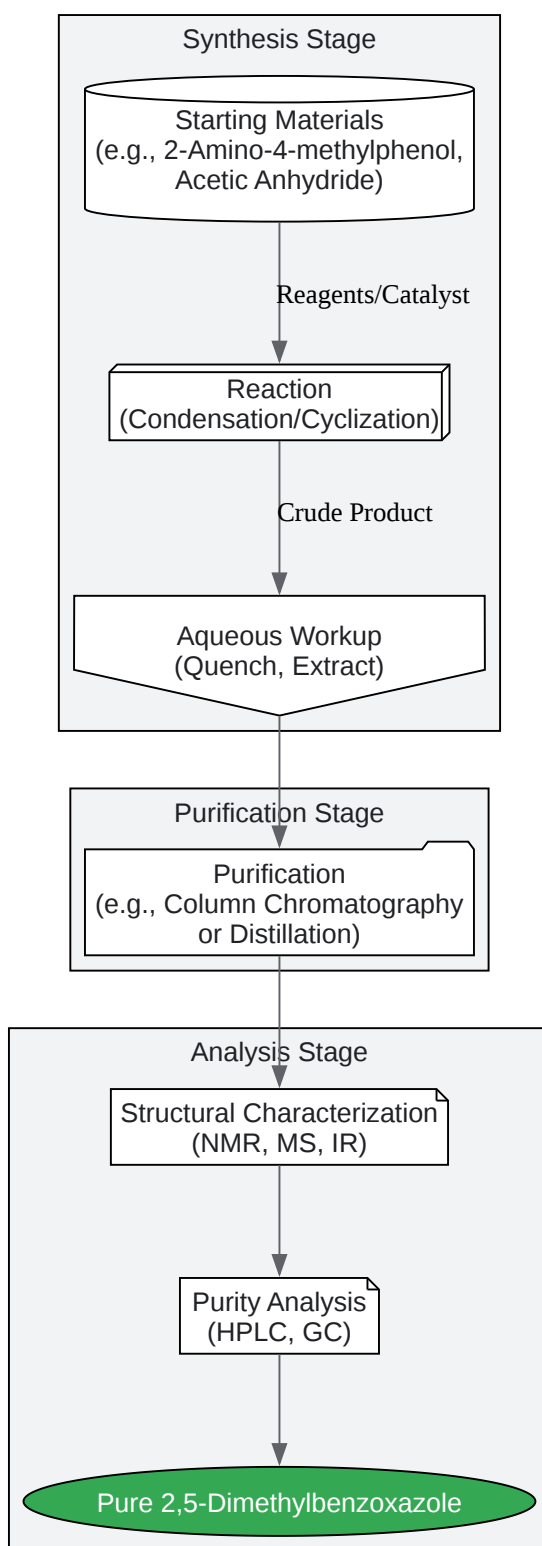 Synthesis Stage
Starting Materials
(e.g., 2-Amino-4-methylphenol,
Acetic Anhydride)
Reagents/Catalyst
Reaction
(Condensation/Cyclization)
Crude Product
Aqueous Workup
(Quench, Extract)
Purification Stage
Purification
(e.g., Column Chromatography
or Distillation)
Analysis Stage
Structural Characterization
(NMR, MS, IR)
Purity Analysis
(HPLC, GC)
Pure 2,5-Dimethylbenzoxazole